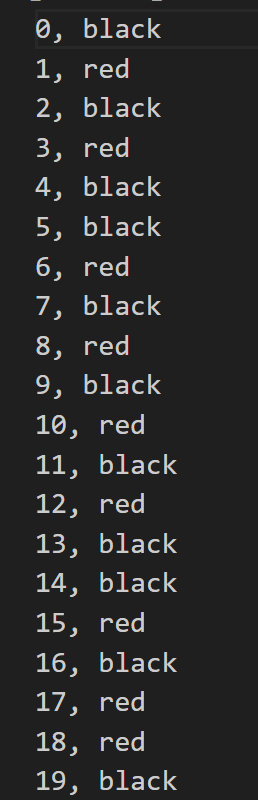 0, black
1, red
2, black
3, red
4, black
5, black
6, red
7, black
8, red
9, black
10, red
11, black
12, red
13, black
14, black
15, red
16, black
17, red
18, red
19, black